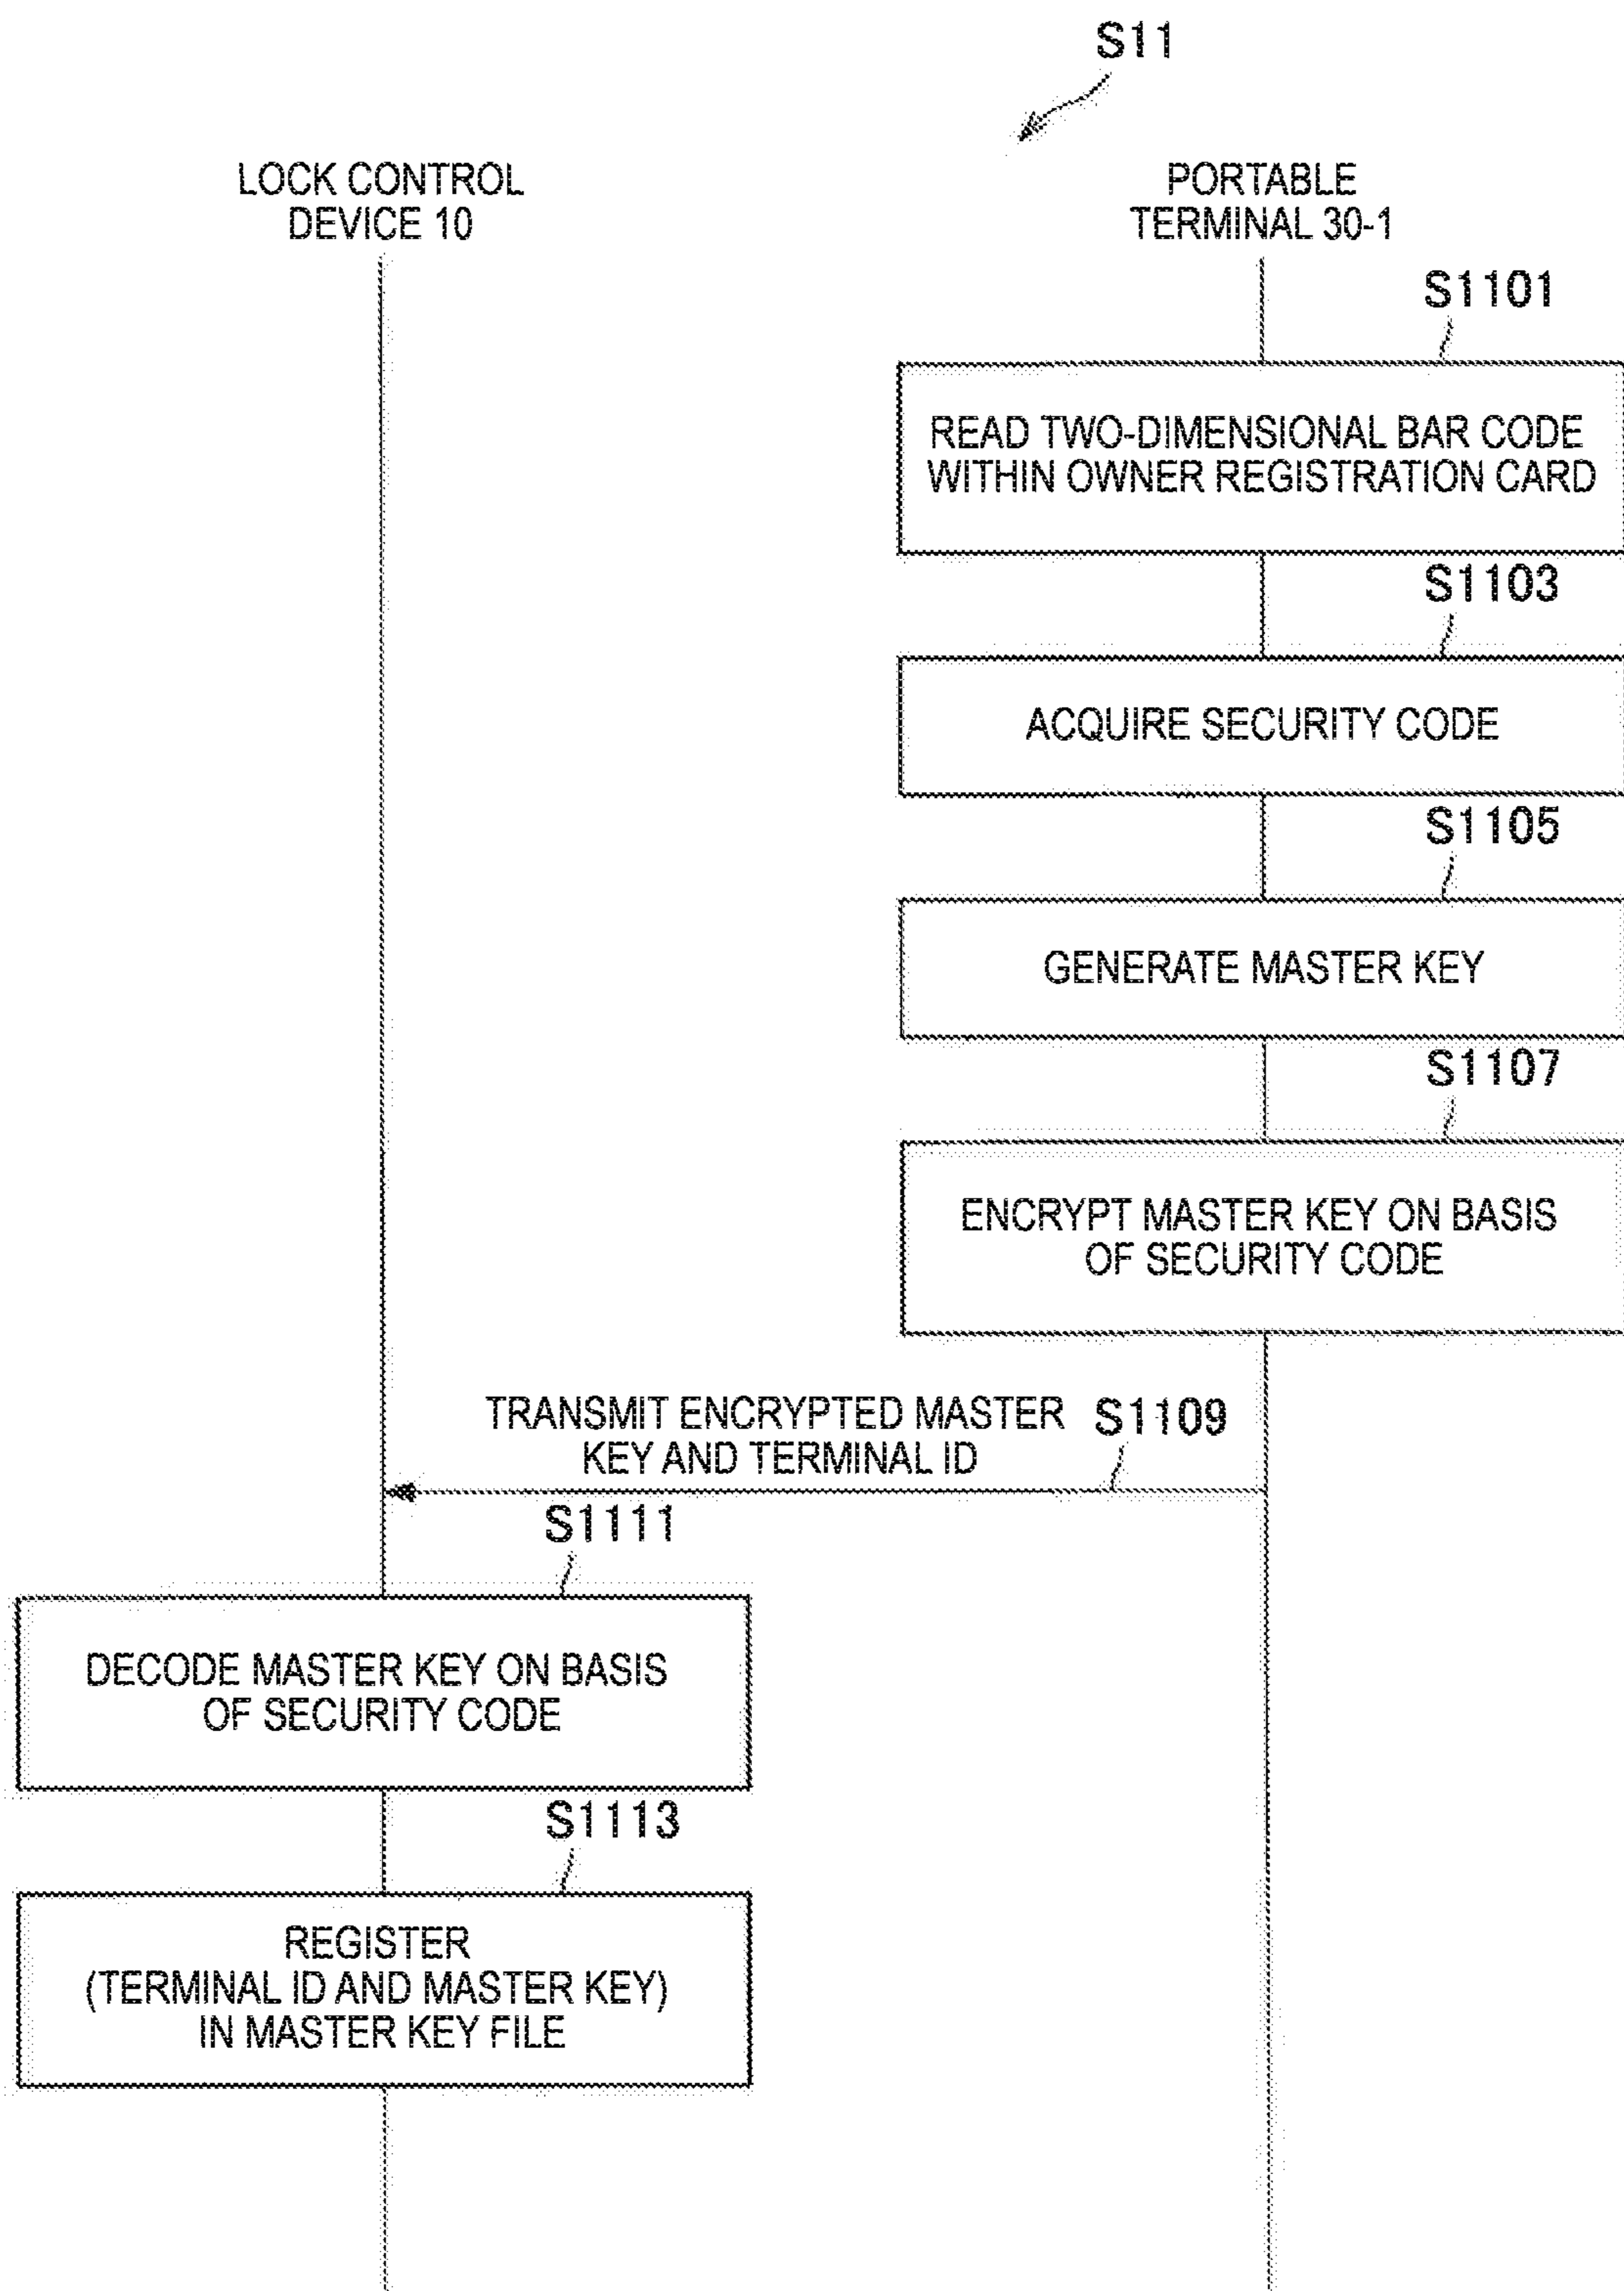 S11
LOCK CONTROL
DEVICE 10
PORTABLE
TERMINAL 30-1
S1101
READ TWO-DIMENSIONAL BAR CODE
WITHIN OWNER REGISTRATION CARD
S1103
ACQUIRE SECURITY CODE
S1105
GENERATE MASTER KEY
S1107
ENCRYPT MASTER KEY ON BASIS
OF SECURITY CODE
TRANSMIT ENCRYPTED MASTER
KEY AND TERMINAL ID
S1109
S1111
DECODE MASTER KEY ON BASIS
OF SECURITY CODE
S1113
REGISTER
(TERMINAL ID AND MASTER KEY)
IN MASTER KEY FILE